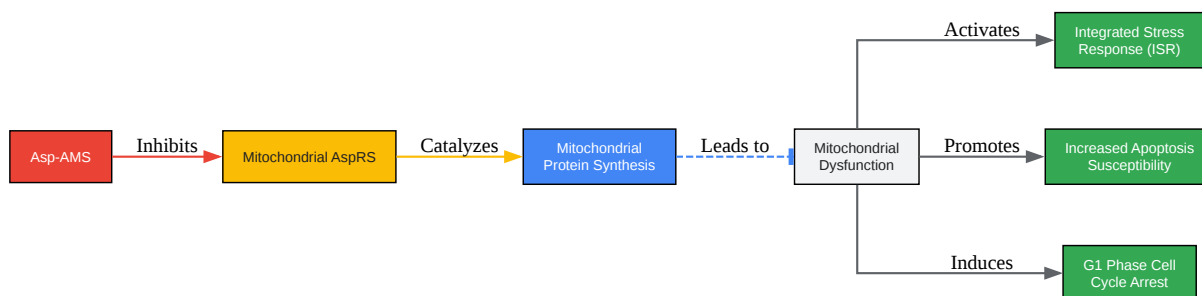 Activates
Integrated Stress
Response (ISR)
Asp-AMS
Inhibits
Mitochondrial AspRS
Catalyzes
Mitochondrial
Protein Synthesis
Leads to
Mitochondrial
Dysfunction
Promotes
Increased Apoptosis
Susceptibility
Induces
G1 Phase Cell
Cycle Arrest